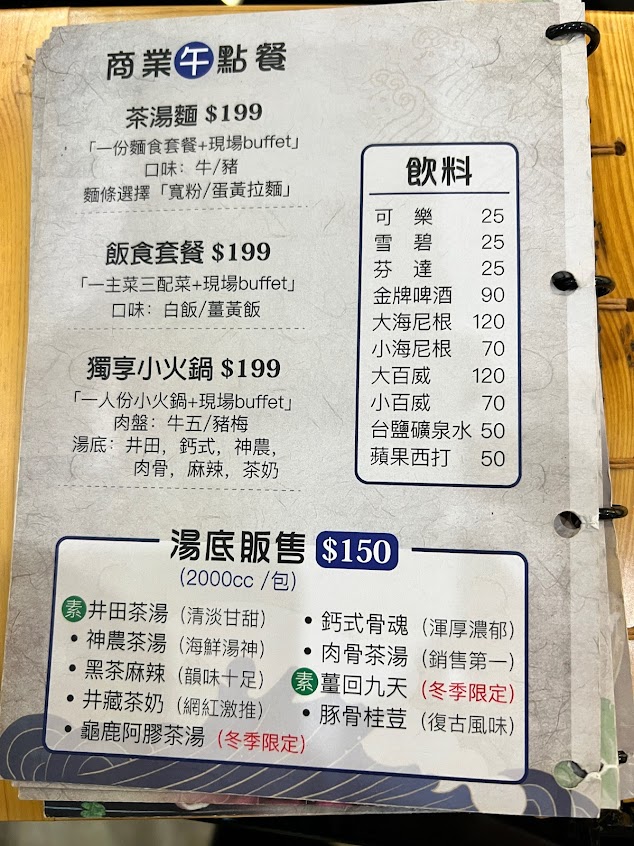 商業午點餐
茶湯麵 $199
「一份麵食套餐+現場buffet」
口味：牛/豬
麵條選擇「寬粉/蛋黃拉麵」
飯食套餐 $199
「一主菜三配菜+現場buffet」
口味：白飯/薑黃飯
獨享小火鍋 $199
「一人份小火鍋+現場buffet」
肉盤：牛五/豬梅
湯底：井田，鈣式，神農，
肉骨，麻辣，茶奶
飲料
可樂 25
雪碧 25
芬達 25
金牌啤酒 90
大海尼根 120
小海尼根 70
大百威 120
小百威 70
台鹽礦泉水 50
蘋果西打 50
湯底販售 $150
(2000cc /包)
素 井田茶湯（清淡甘甜）
• 神農茶湯（海鮮湯神）
• 黑茶麻辣（韻味十足）
• 井藏茶奶（網紅激推）
• 龜鹿阿膠茶湯（冬季限定）
• 鈣式骨魂（渾厚濃郁）
• 肉骨茶湯（銷售第一）
素 薑回九天（冬季限定）
• 豚骨桂荳（復古風味）